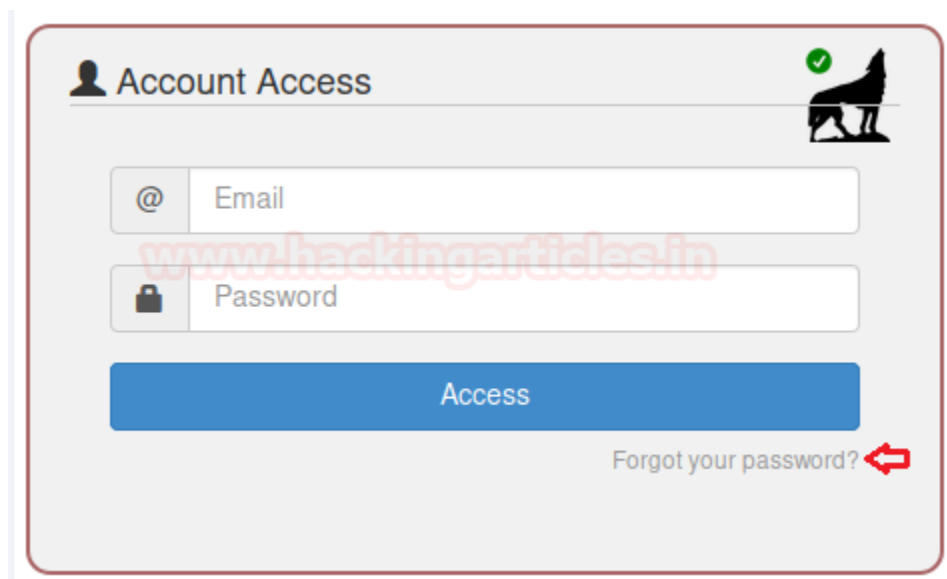 Account Access
@ Email
www.hackingarticles.in
Password
Access
Forgot your password?